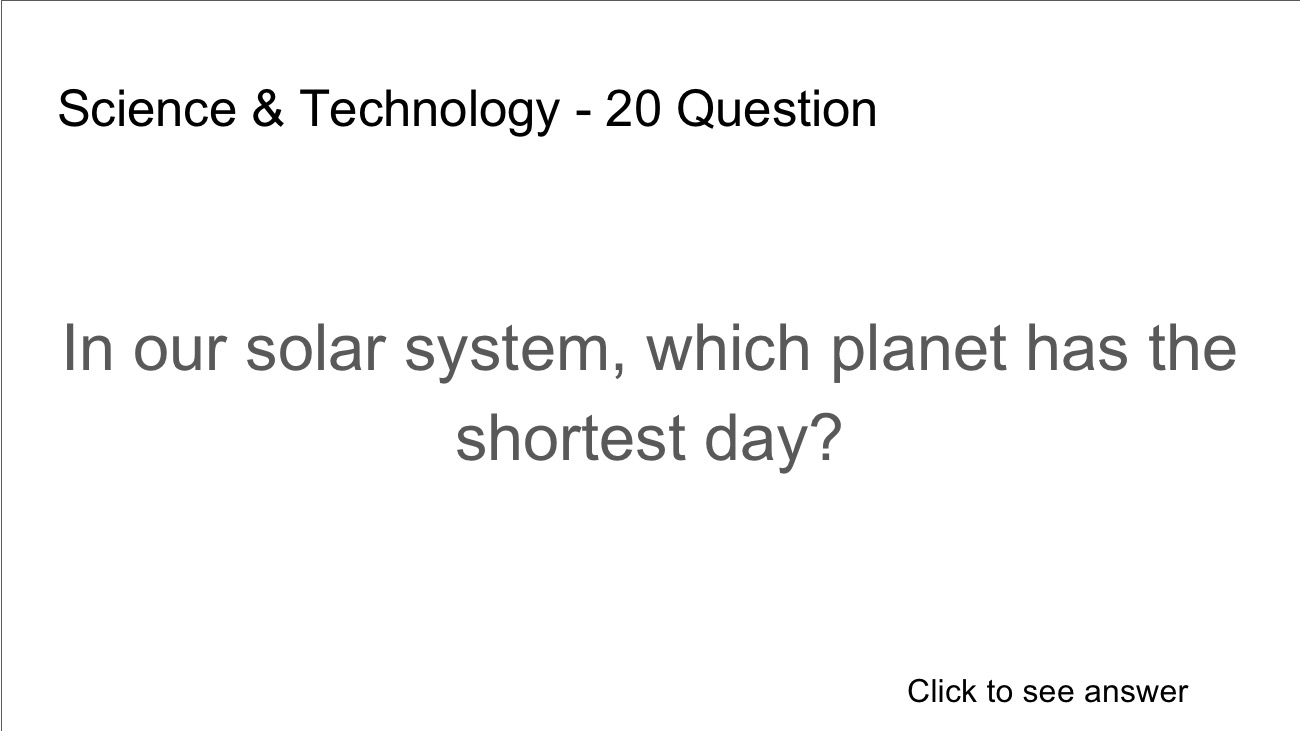 Science & Technology - 20 Question
In our solar system, which planet has the
shortest day?
Click to see answer